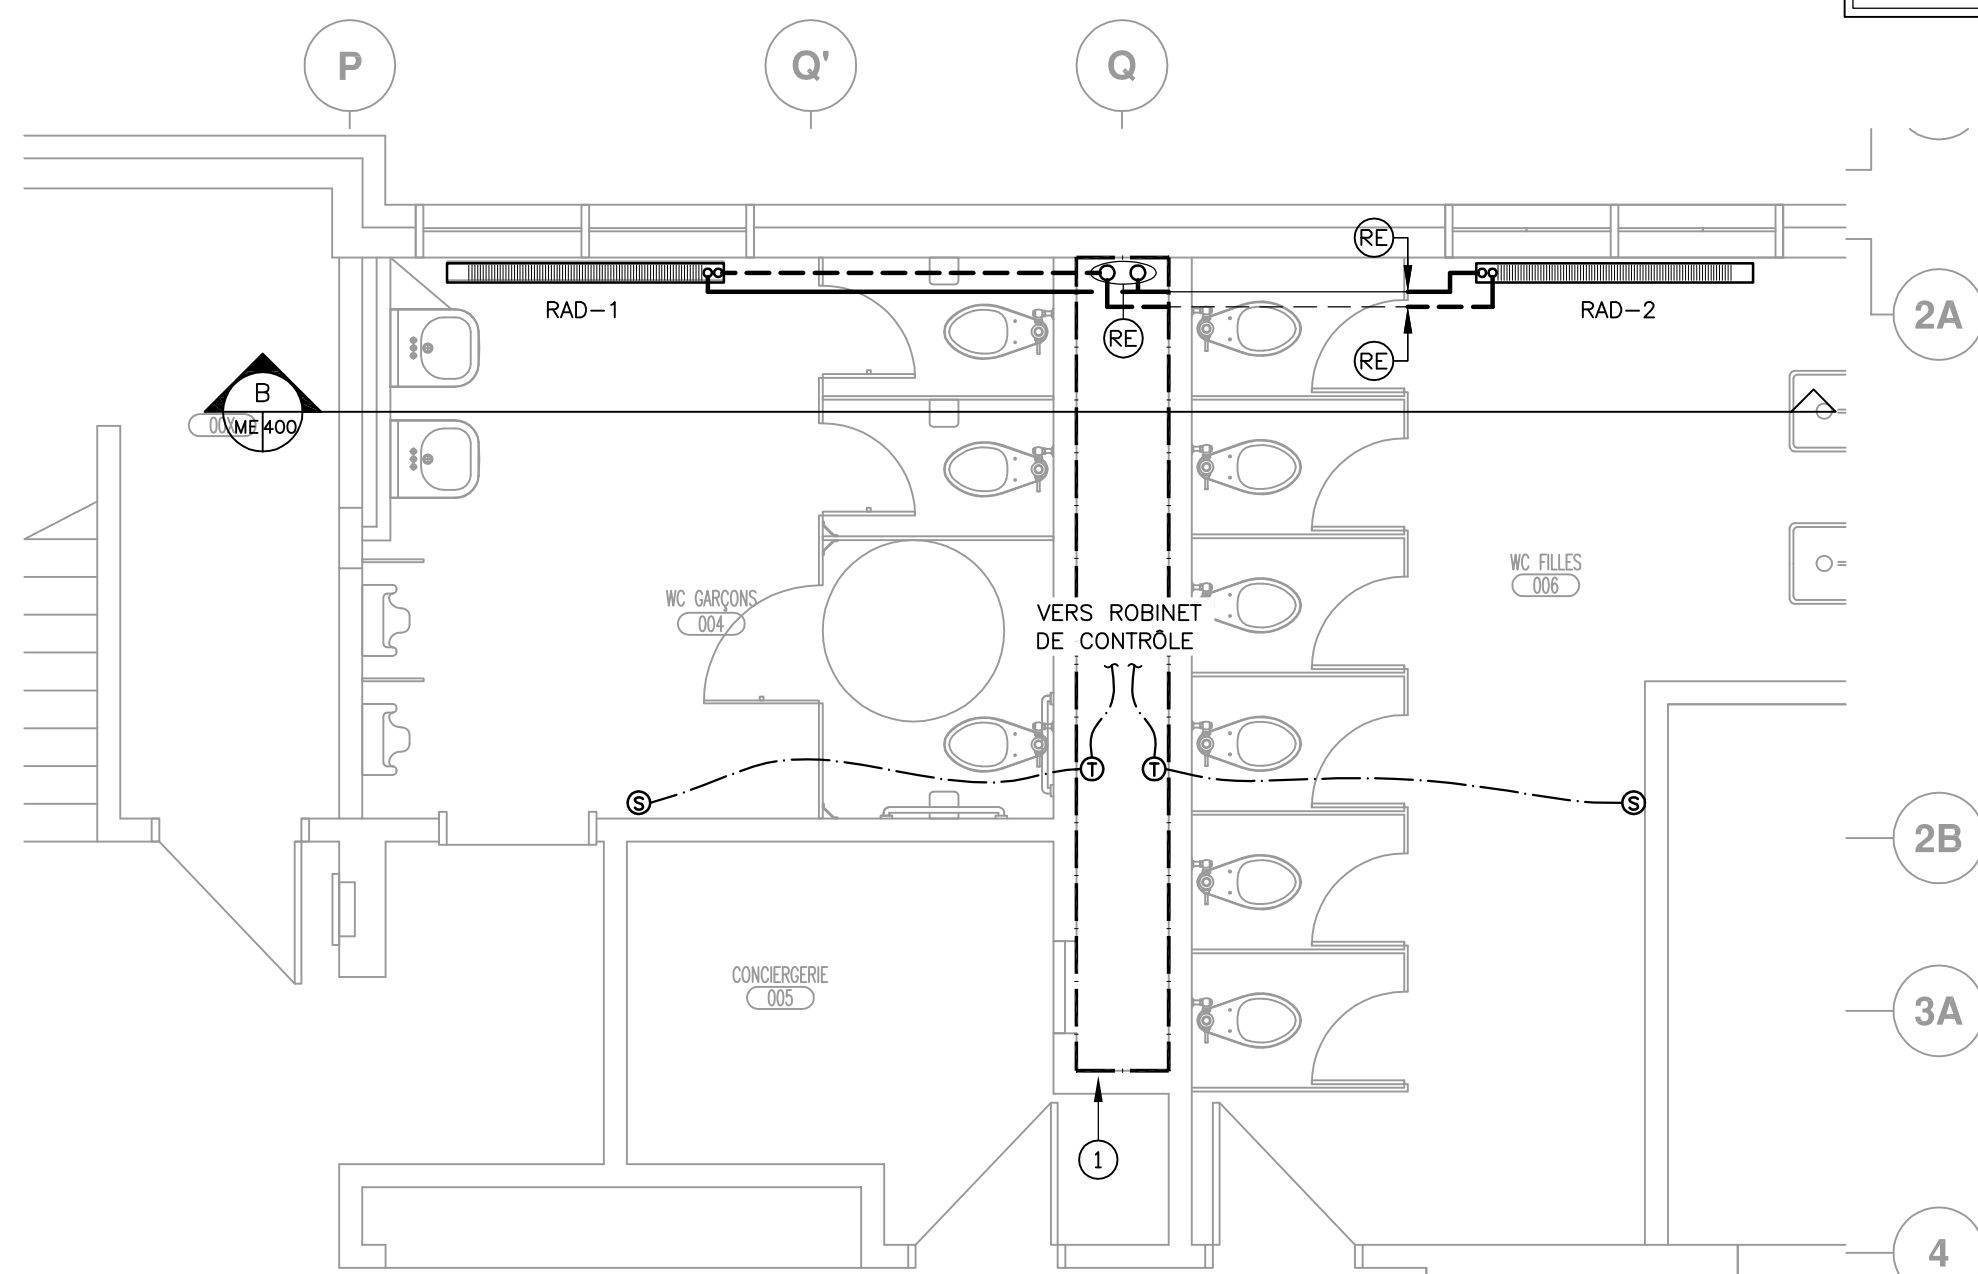 P
Q'
Q
RE
RAD-1
RE
RAD-2
2A
RE
B
00X
ME 400
WC FILLES
006
WC GARÇONS
004
VERS ROBINET
DE CONTRÔLE
T
T
S
S
2B
CONCIERGERIE
005
3A
1
4